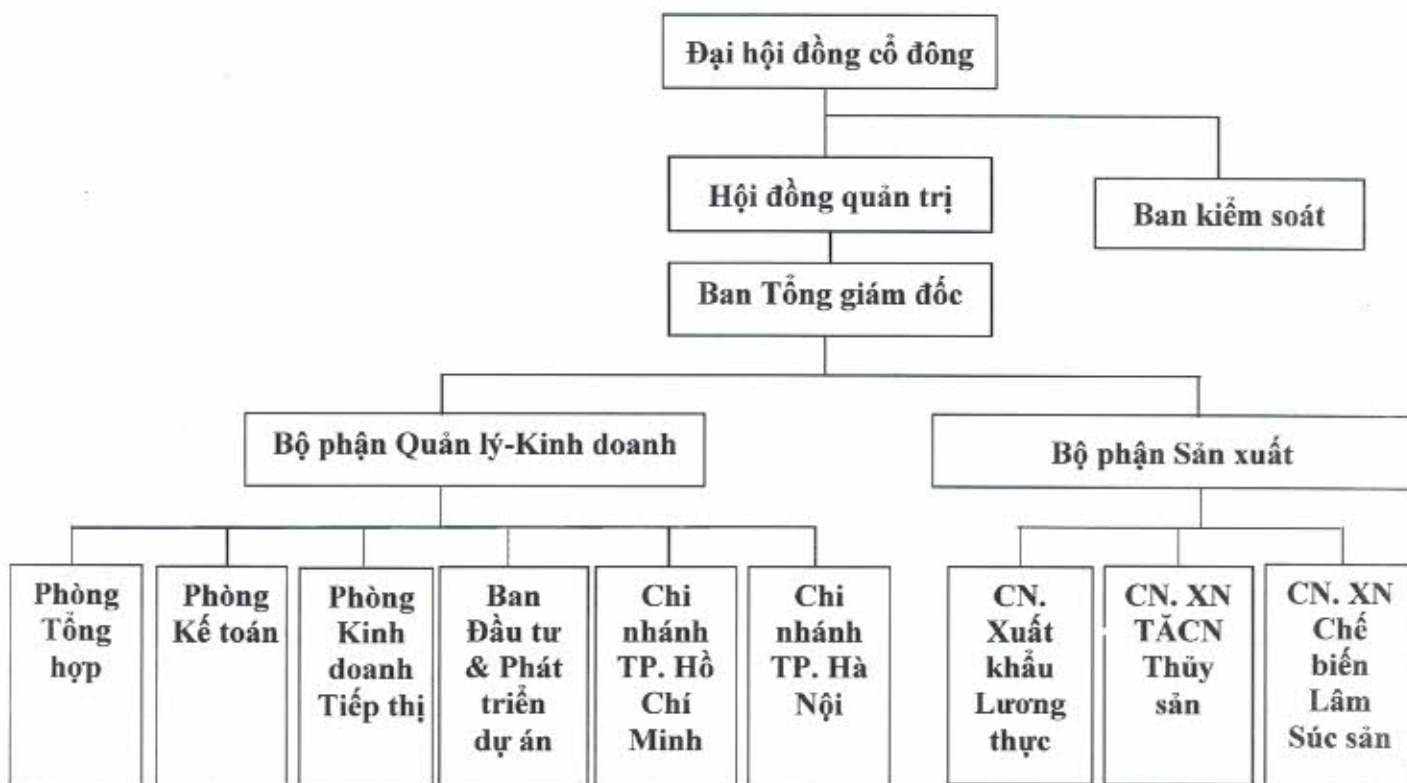 Đại hội đồng cổ đông
Hội đồng quản trị
Ban kiểm soát
Ban Tổng giám đốc
Bộ phận Quản lý-Kinh doanh
Bộ phận Sản xuất
Phòng
Tổng
hợp
Phòng
Kế toán
Phòng
Kinh
doanh
Tiếp thị
Ban
Đầu tư
& Phát
triển
dự án
Chi
nhánh
TP. Hồ
Chí
Minh
Chi
nhánh
TP. Hà
Nội
CN.
Xuất
khẩu
Lương
thực
CN. XN
TĂCN
Thủy
sản
CN. XN
Chế
biến
Lâm
Súc sản